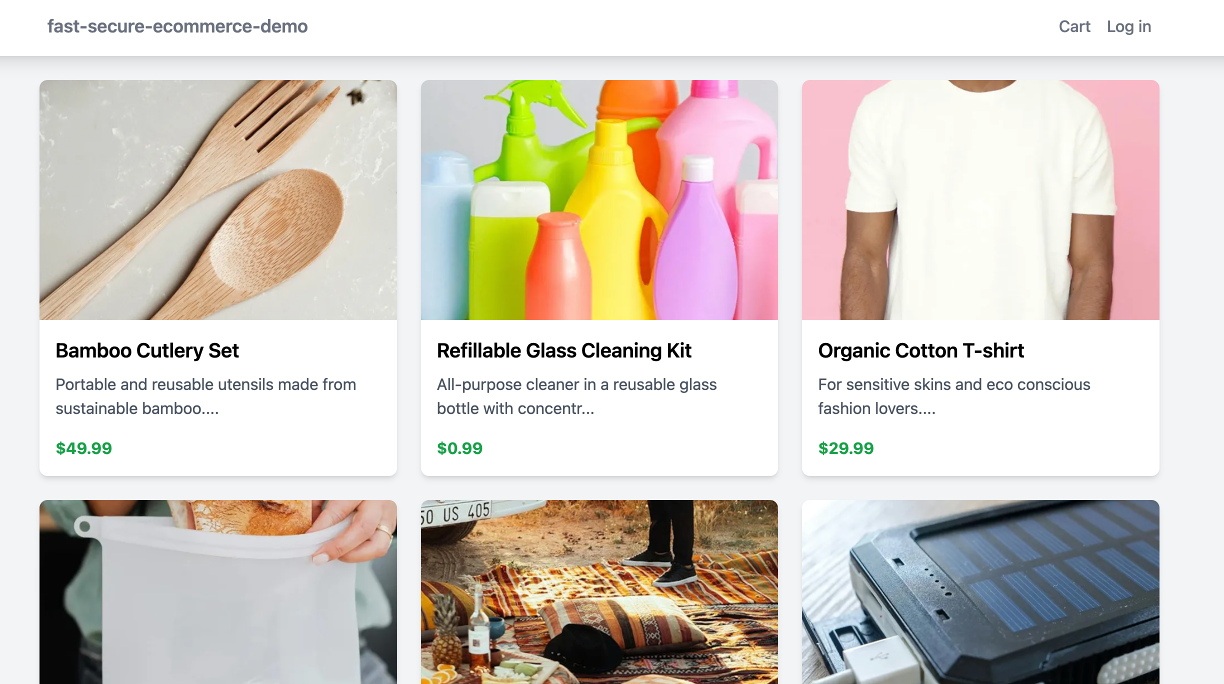 fast-secure-ecommerce-demo
Cart Log in
Bamboo Cutlery Set
Portable and reusable utensils made from
sustainable bamboo....
$49.99
Refillable Glass Cleaning Kit
All-purpose cleaner in a reusable glass
bottle with concentr...
$0.99
Organic Cotton T-shirt
For sensitive skins and eco conscious
fashion lovers....
$29.99
50 US 405